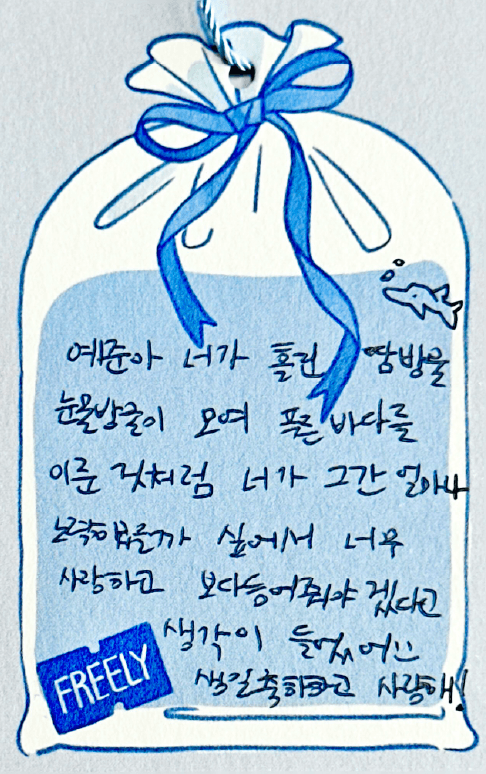 예준아 너가 흘린 땀방울
눈물방울이 모여 푸른 바다를
이룬 것처럼 너가 그간 얼마나
노력해왔을까 싶어서 너무
사랑하고 보다듬어줘야 겠다고
생각이 들었어!!
생일축하하고 사랑해!
FREELY